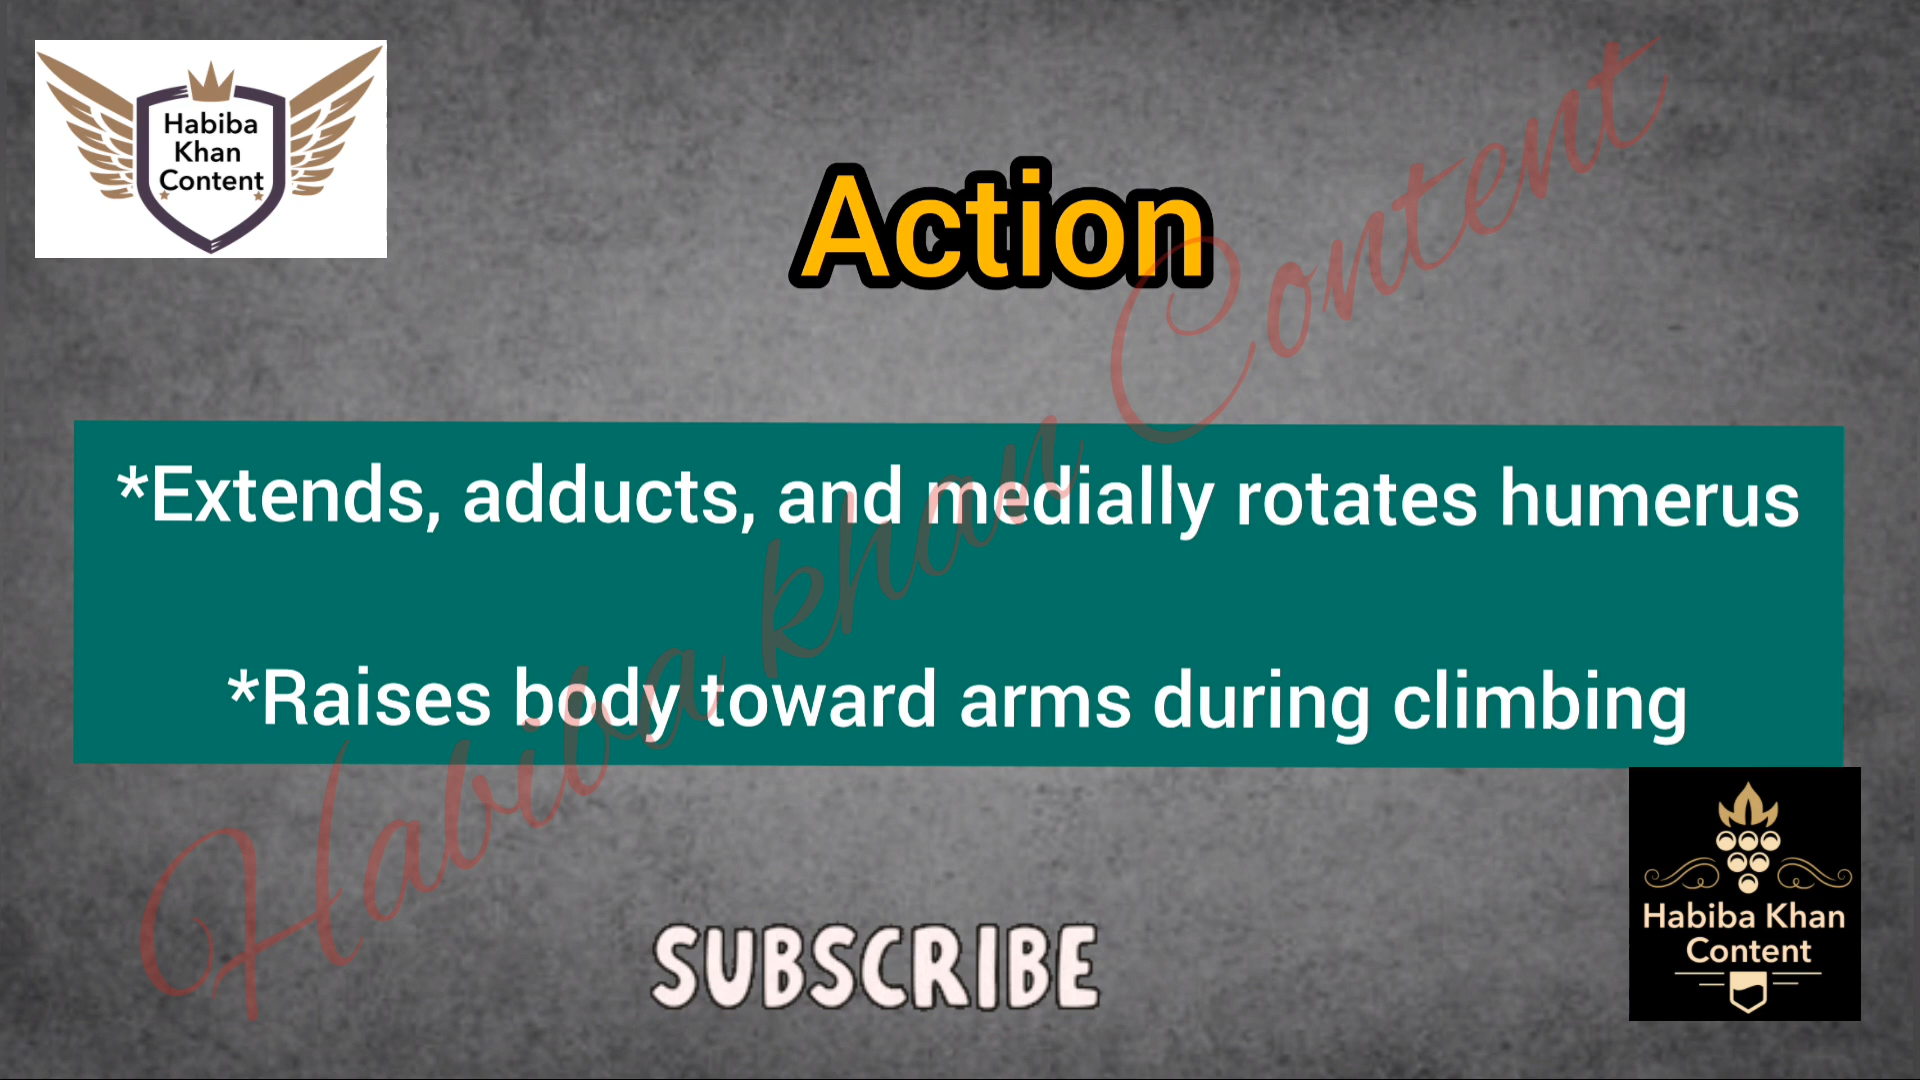 Habiba
Khan
Content
Action
*Extends, adducts, and medially rotates humerus
*Raises body toward arms during climbing
Habiba khan Content
SUBSCRIBE
Habiba Khan
Content